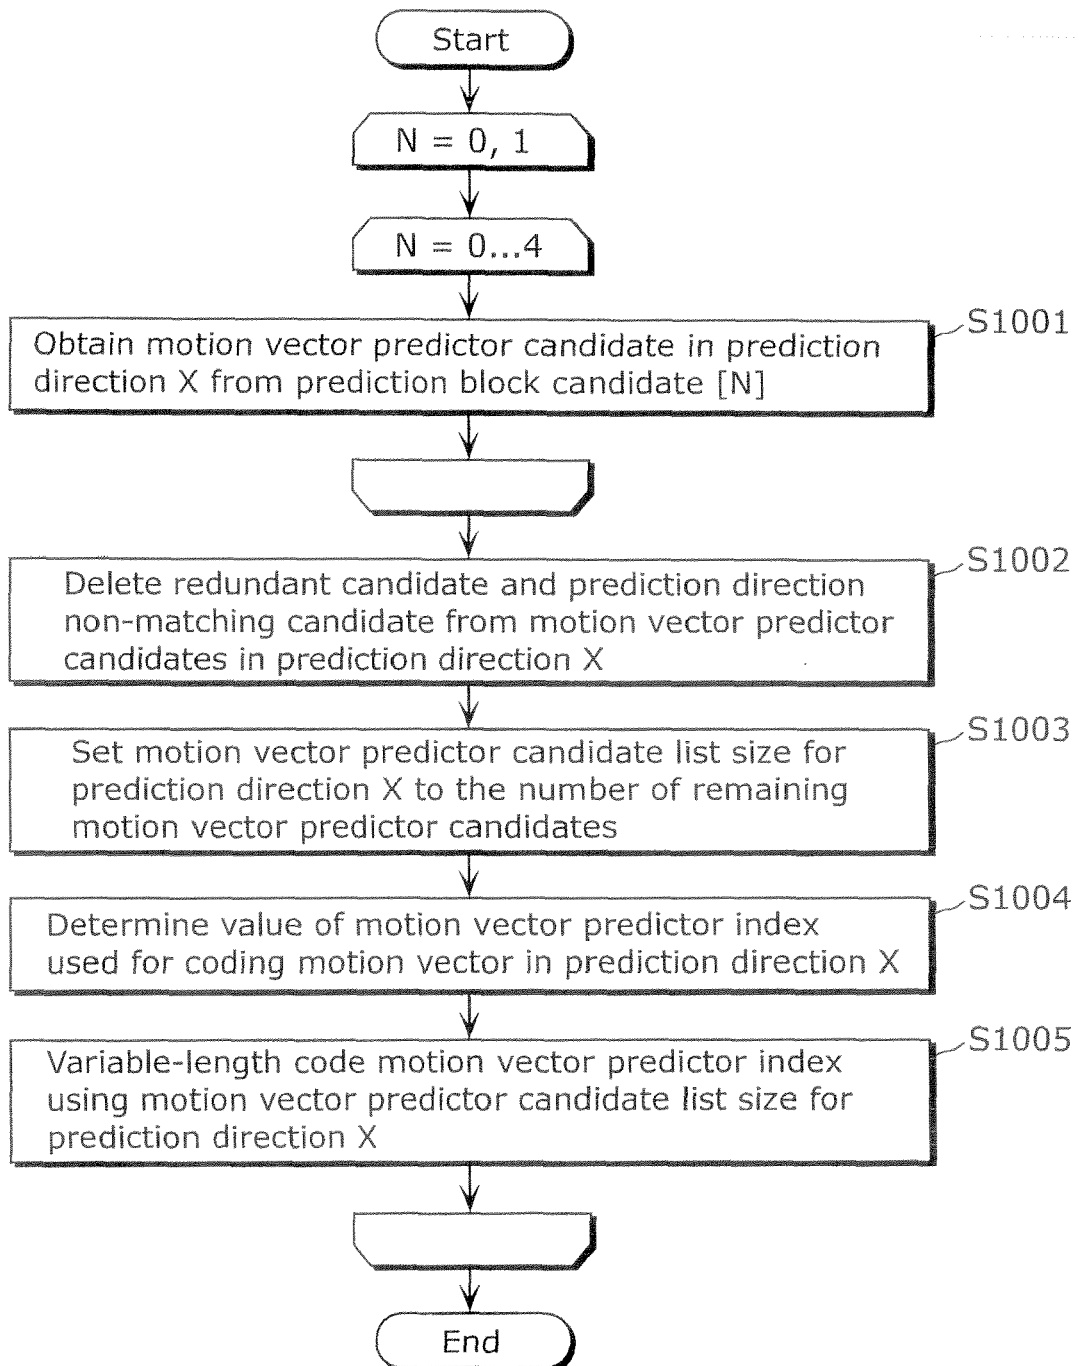 Start
N = 0, 1
N = 0...4
S1001
Obtain motion vector predictor candidate in prediction
direction X from prediction block candidate [N]
S1002
Delete redundant candidate and prediction direction
non-matching candidate from motion vector predictor
candidates in prediction direction X
S1003
Set motion vector predictor candidate list size for
prediction direction X to the number of remaining
motion vector predictor candidates
S1004
Determine value of motion vector predictor index
used for coding motion vector in prediction direction X
S1005
Variable-length code motion vector predictor index
using motion vector predictor candidate list size for
prediction direction X
End